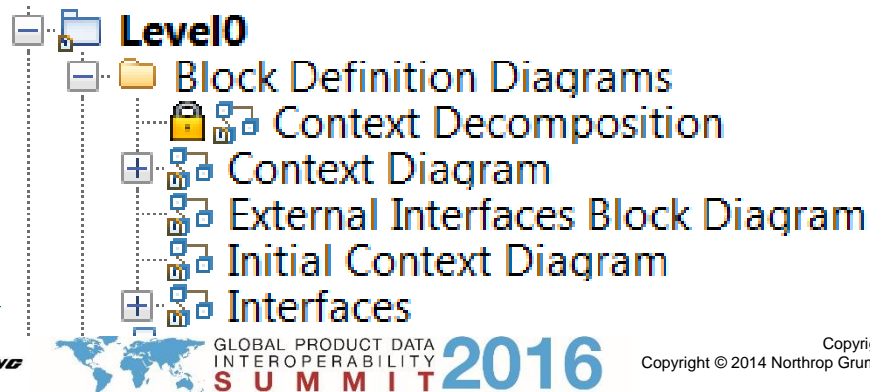 Level0
Block Definition Diagrams
Context Decomposition
Context Diagram
External Interfaces Block Diagram
Initial Context Diagram
Interfaces
GLOBAL PRODUCT DATA
INTEROPERABILITY
SUMMIT 2016
Copyright © 2014 Northrop